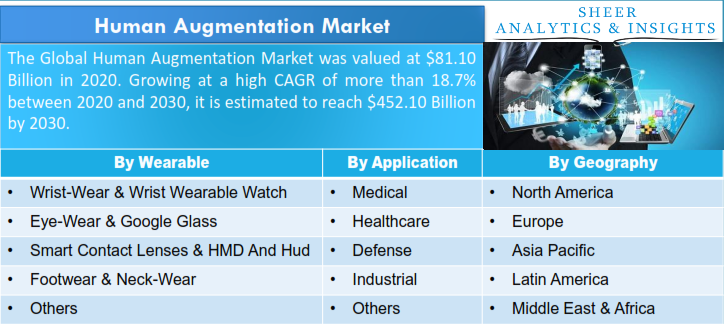 Human Augmentation Market
SHEER
ANALYTICS & INSIGHTS
The Global Human Augmentation Market was valued at $81.10
Billion in 2020. Growing at a high CAGR of more than 18.7%
between 2020 and 2030, it is estimated to reach $452.10 Billion
by 2030.
By Wearable
By Application
By Geography
• Wrist-Wear & Wrist Wearable Watch
• Medical
• North America
• Eye-Wear & Google Glass
• Healthcare
• Europe
• Smart Contact Lenses & HMD And Hud
• Defense
• Asia Pacific
• Footwear & Neck-Wear
• Industrial
• Latin America
• Others
• Others
• Middle East & Africa